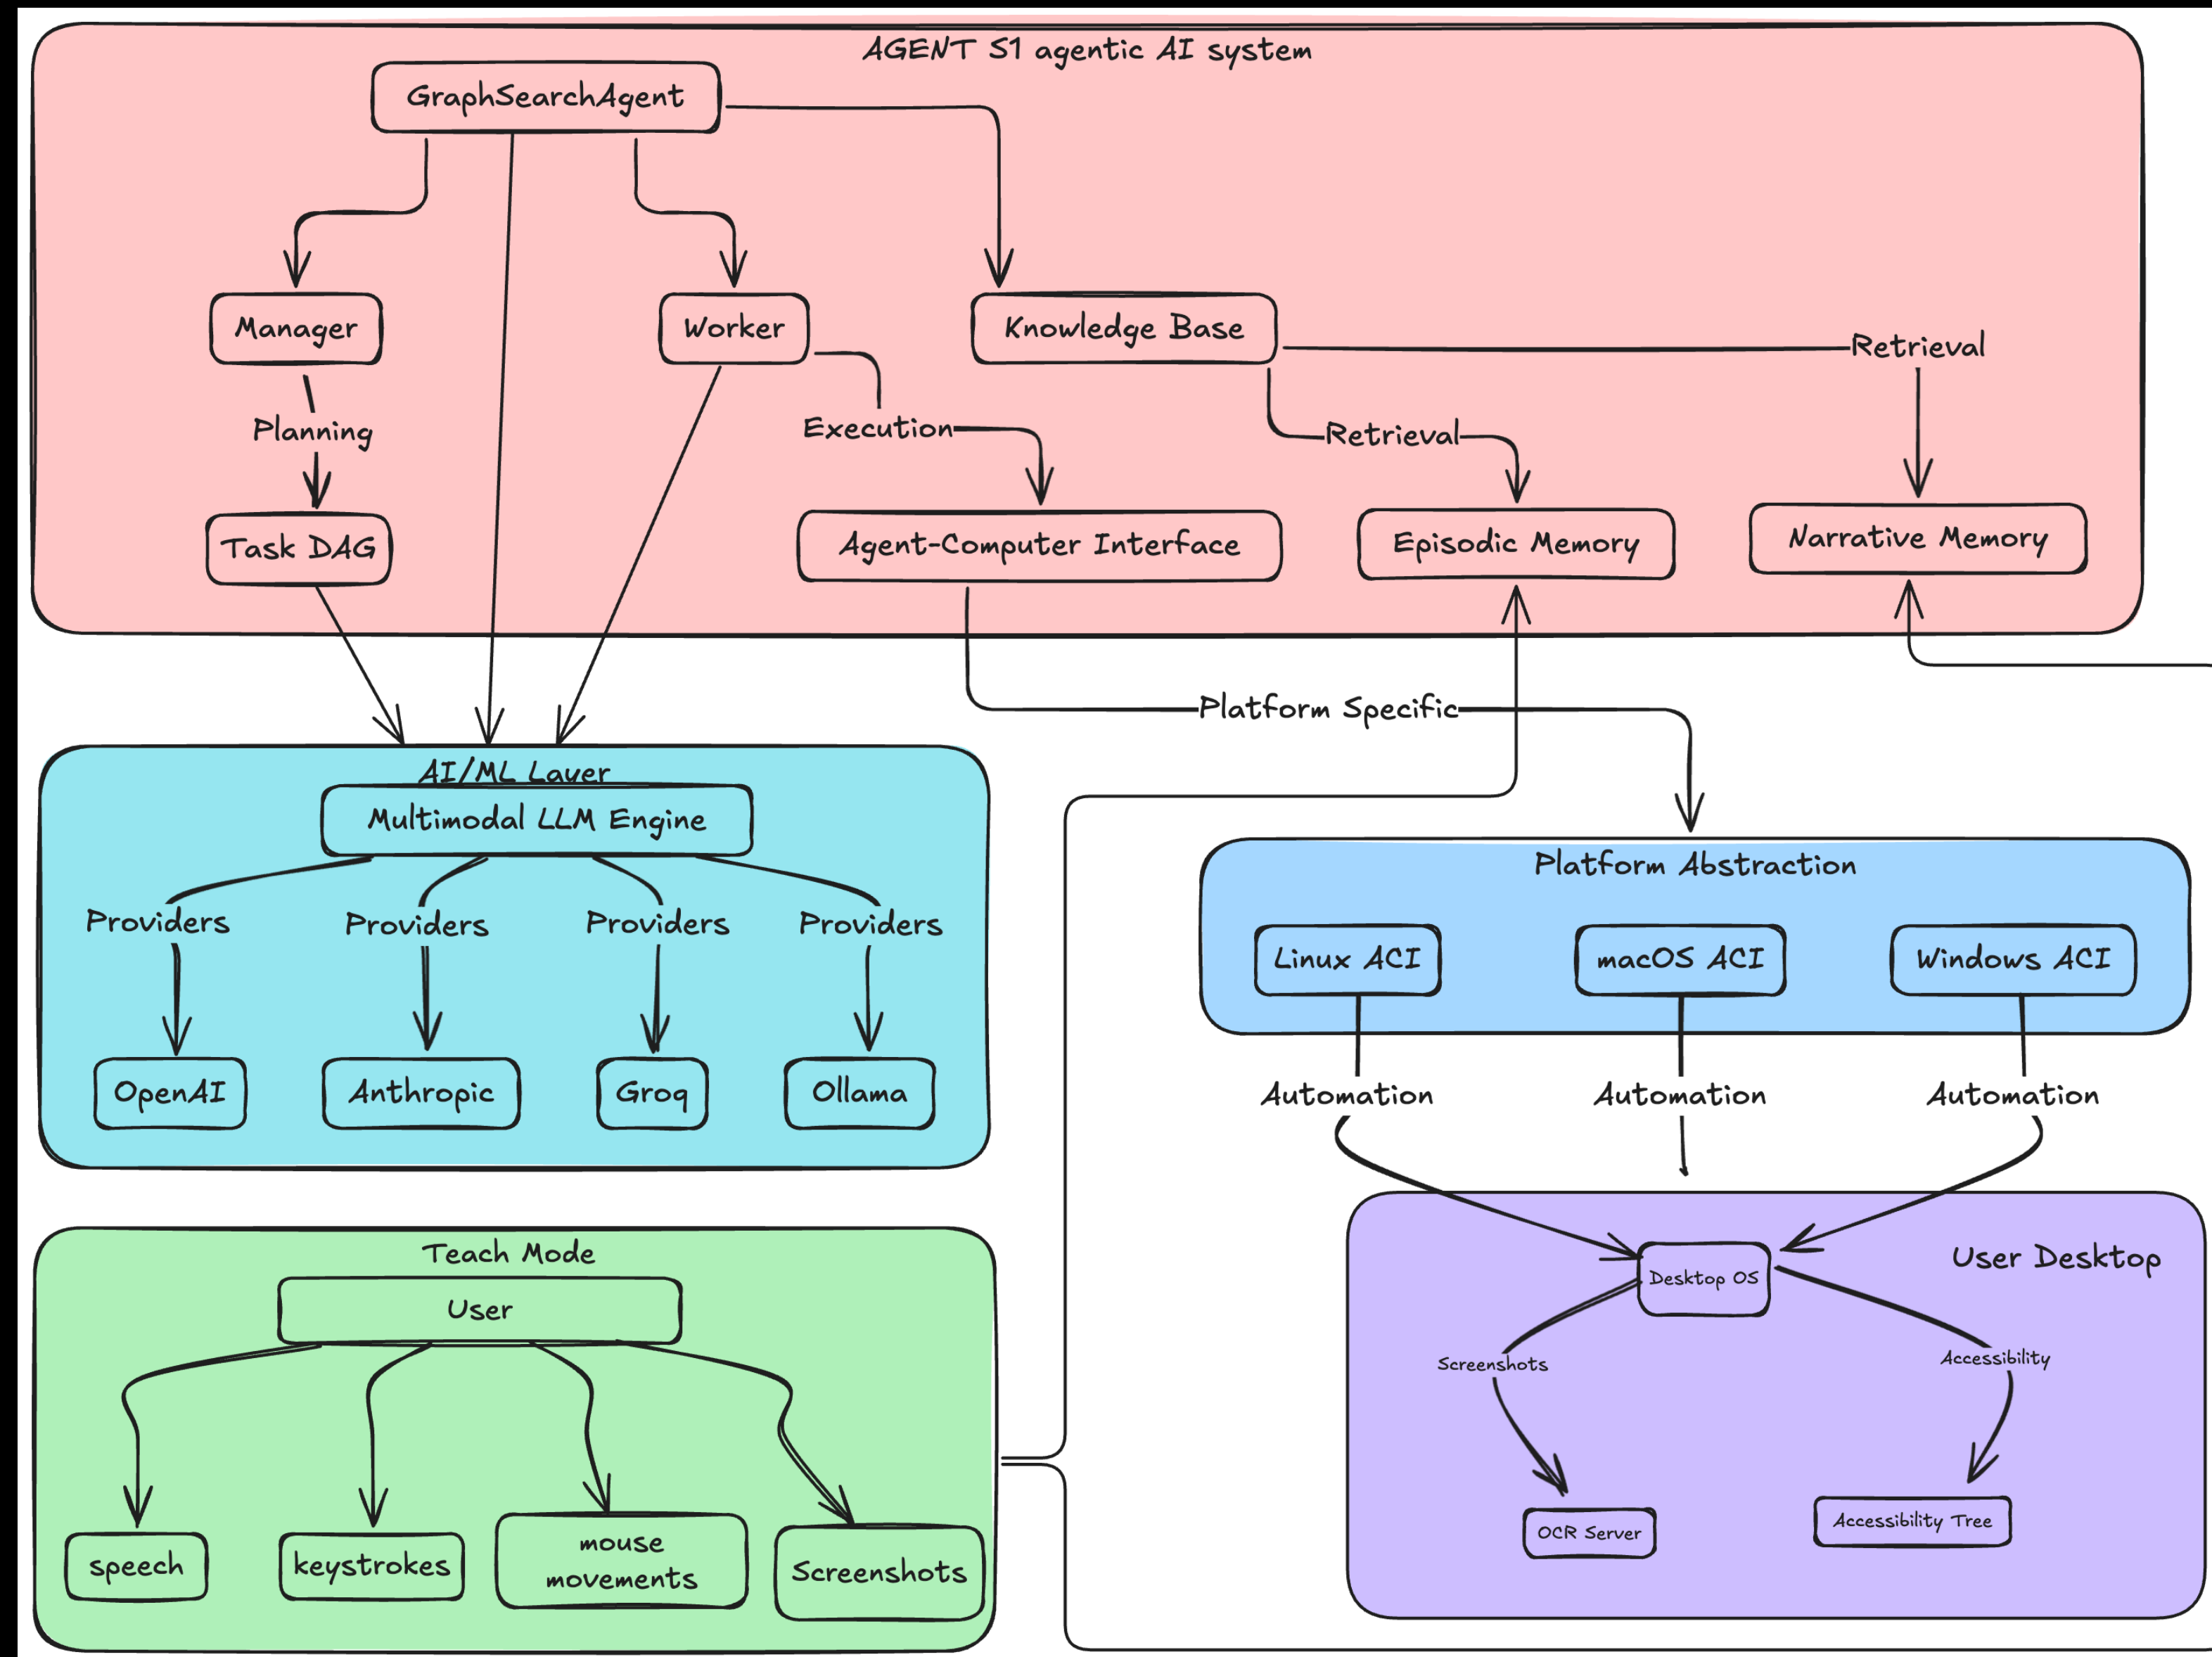 AGENT S1 agentic AI system
GraphSearchAgent
Manager
Worker
Knowledge Base
Retrieval
Planning
Execution
Retrieval
Task DAG
Agent-Computer Interface
Episodic Memory
Narrative Memory
Platform Specific
AI/ML Layer
Multimodal LLM Engine
Providers
Providers
Providers
Providers
OpenAI
Anthropic
Groq
Ollama
Platform Abstraction
Linux ACI
macOS ACI
Windows ACI
Automation
Automation
Automation
Teach Mode
User
speech
keystrokes
mouse
movements
Screenshots
User Desktop
Desktop OS
Screenshots
Accessibility
OCR Server
Accessibility Tree